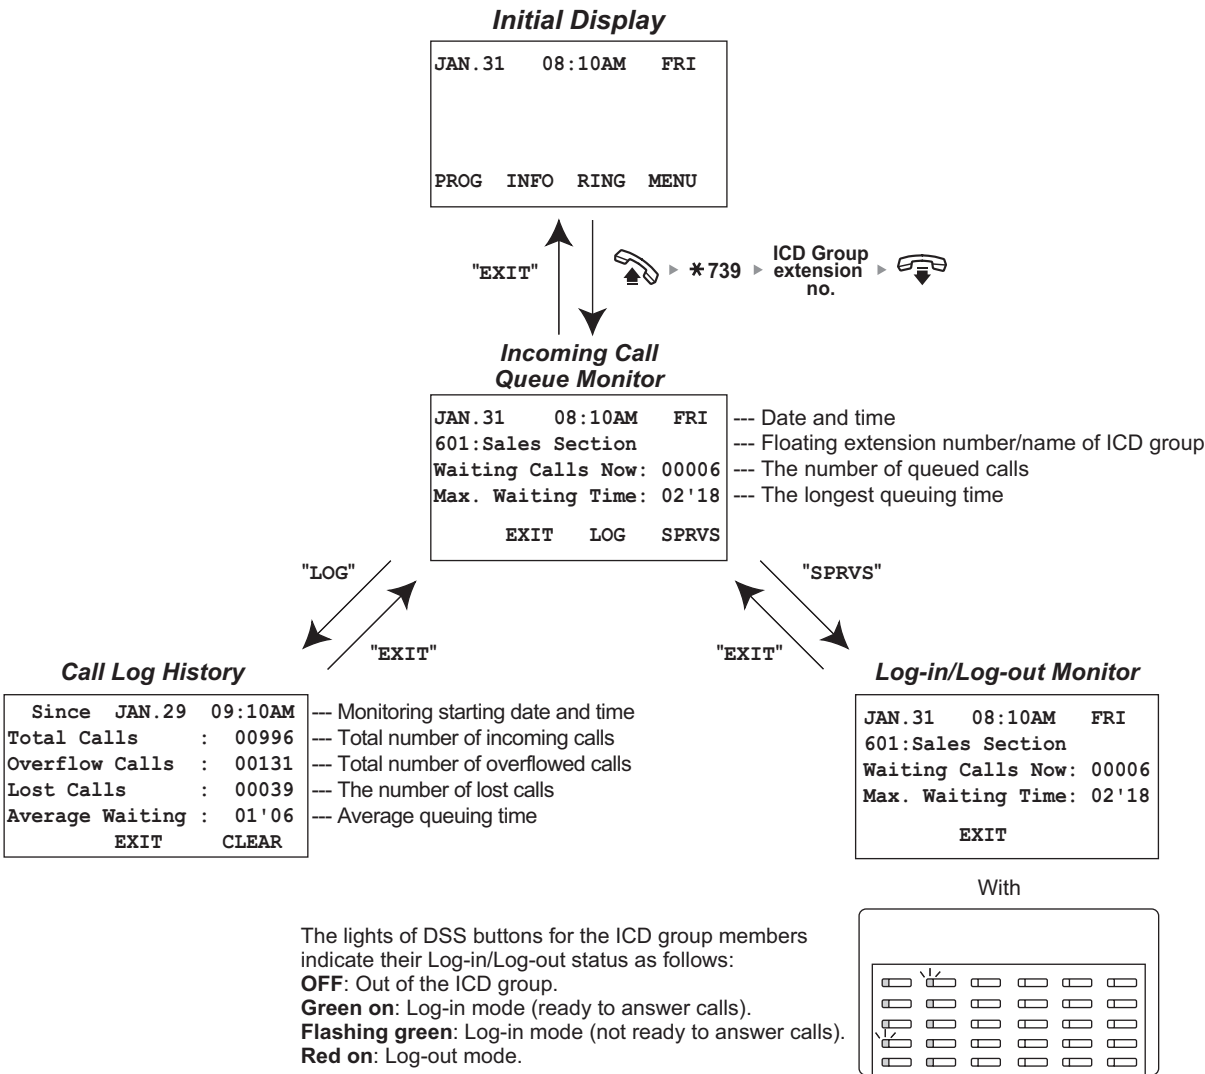 Initial Display
JAN.31 08:10AM FRI
PROG INFO RING MENU
"EXIT"
*739
ICD Group
extension
no.
Incoming Call
Queue Monitor
JAN.31 08:10AM FRI --- Date and time
601:Sales Section --- Floating extension number/name of ICD group
Waiting Calls Now: 00006 --- The number of queued calls
Max. Waiting Time: 02'18 --- The longest queuing time
EXIT LOG SPRVS
"LOG"
"SPRVS"
"EXIT"
"EXIT"
Call Log History
Since JAN.29 09:10AM --- Monitoring starting date and time
Total Calls : 00996 --- Total number of incoming calls
Overflow Calls : 00131 --- Total number of overflowed calls
Lost Calls : 00039 --- The number of lost calls
Average Waiting : 01'06 --- Average queuing time
EXIT CLEAR
Log-in/Log-out Monitor
JAN.31 08:10AM FRI
601:Sales Section
Waiting Calls Now: 00006
Max. Waiting Time: 02'18
EXIT
With
The lights of DSS buttons for the ICD group members
indicate their Log-in/Log-out status as follows:
OFF: Out of the ICD group.
Green on: Log-in mode (ready to answer calls).
Flashing green: Log-in mode (not ready to answer calls).
Red on: Log-out mode.